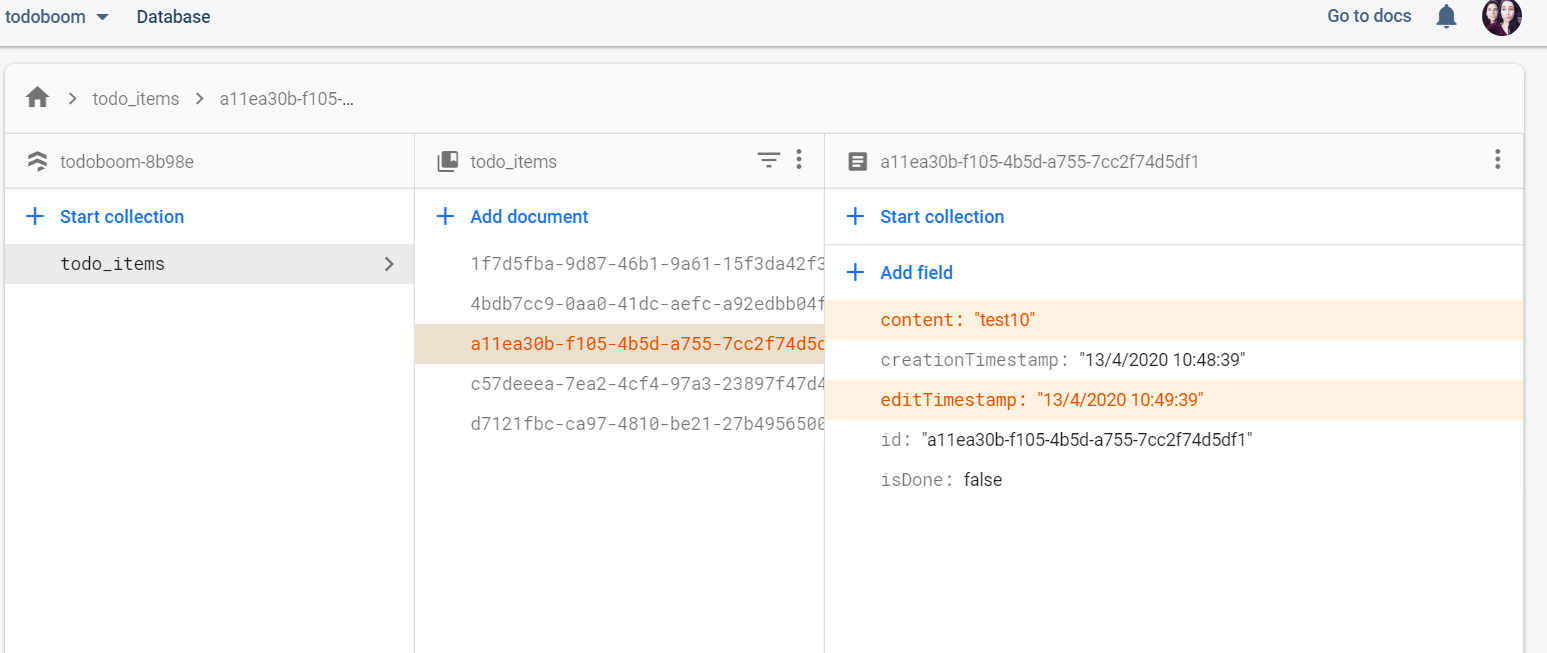 todoboom Database Go to docs
todo_items a11ea30b-f105-...
todoboom-8b98e
Start collection
todo_items
todo_items
Add document
1f7d5fba-9d87-46b1-9a61-15f3da42f3
4bdb7cc9-0aa0-41dc-aefc-a92edbb04f
a11ea30b-f105-4b5d-a755-7cc2f74d5d
c57deeea-7ea2-4cf4-97a3-23897f47d4
d7121fbc-ca97-4810-be21-27b4956500
a11ea30b-f105-4b5d-a755-7cc2f74d5df1
Start collection
Add field
content: "test10"
creationTimestamp: "13/4/2020 10:48:39"
editTimestamp: "13/4/2020 10:49:39"
id: "a11ea30b-f105-4b5d-a755-7cc2f74d5df1"
isDone: false